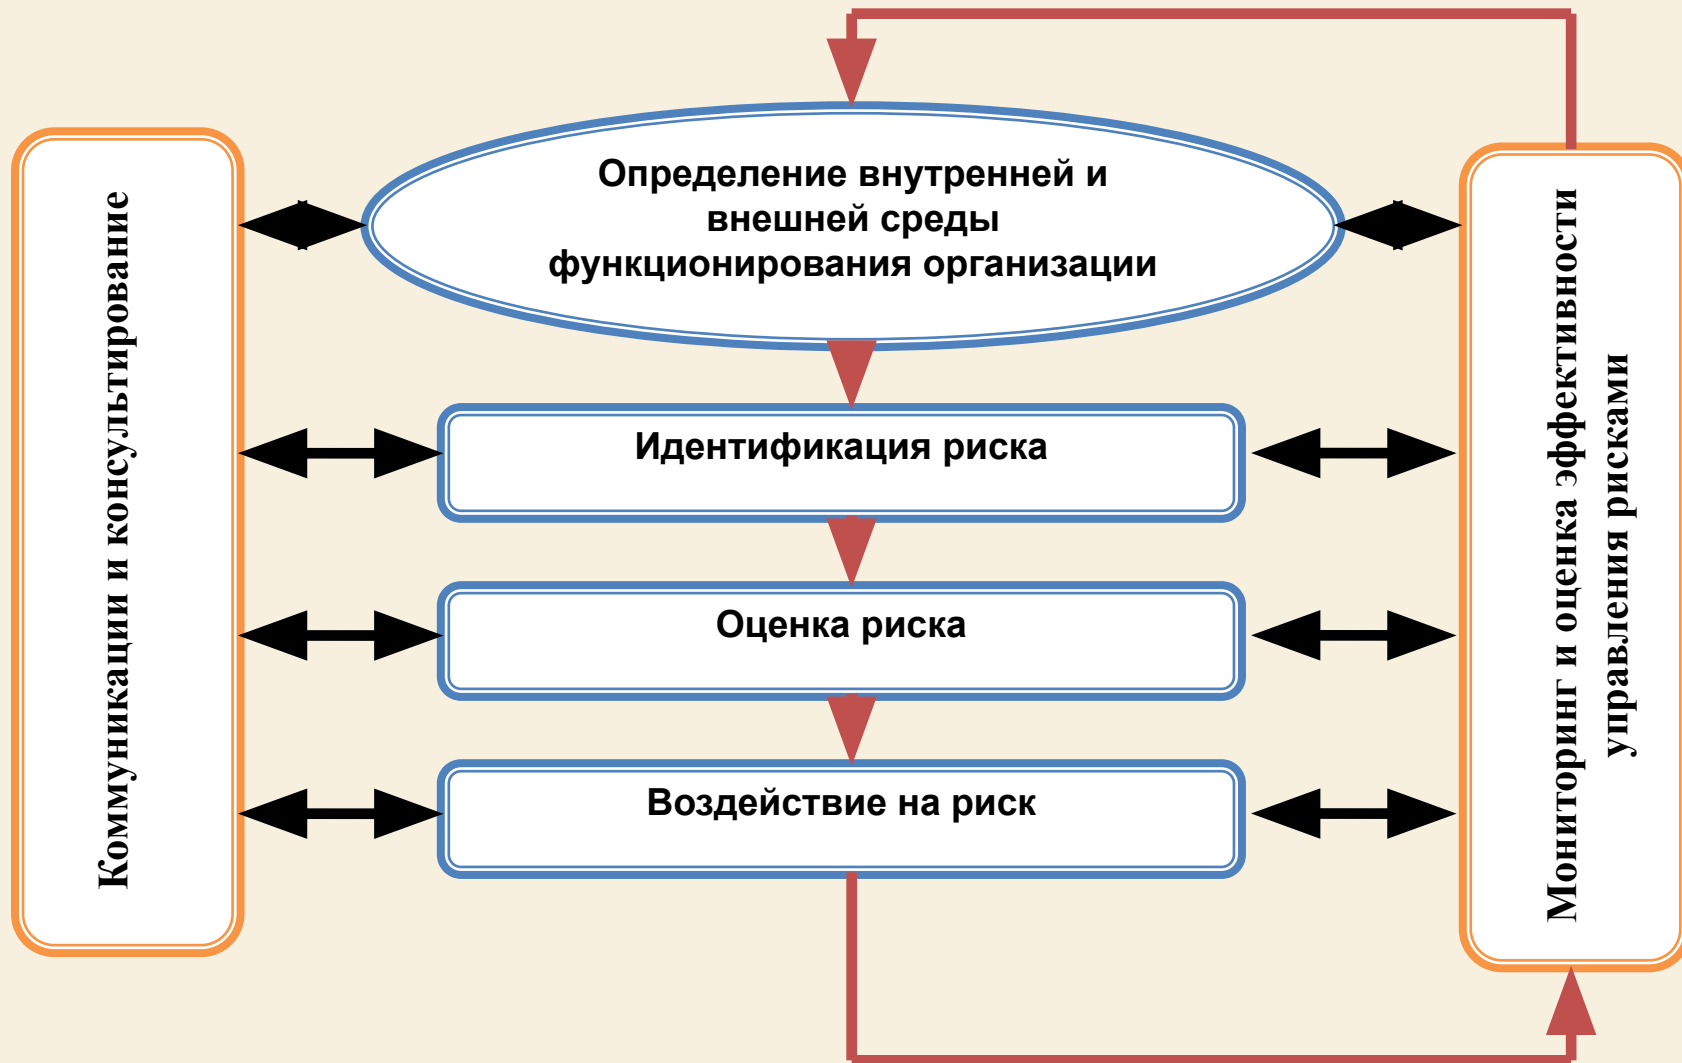 Коммуникации и консультирование
Определение внутренней и
внешней среды
функционирования организации
Идентификация риска
Оценка риска
Воздействие на риск
Мониторинг и оценка эффективности
управления рисками